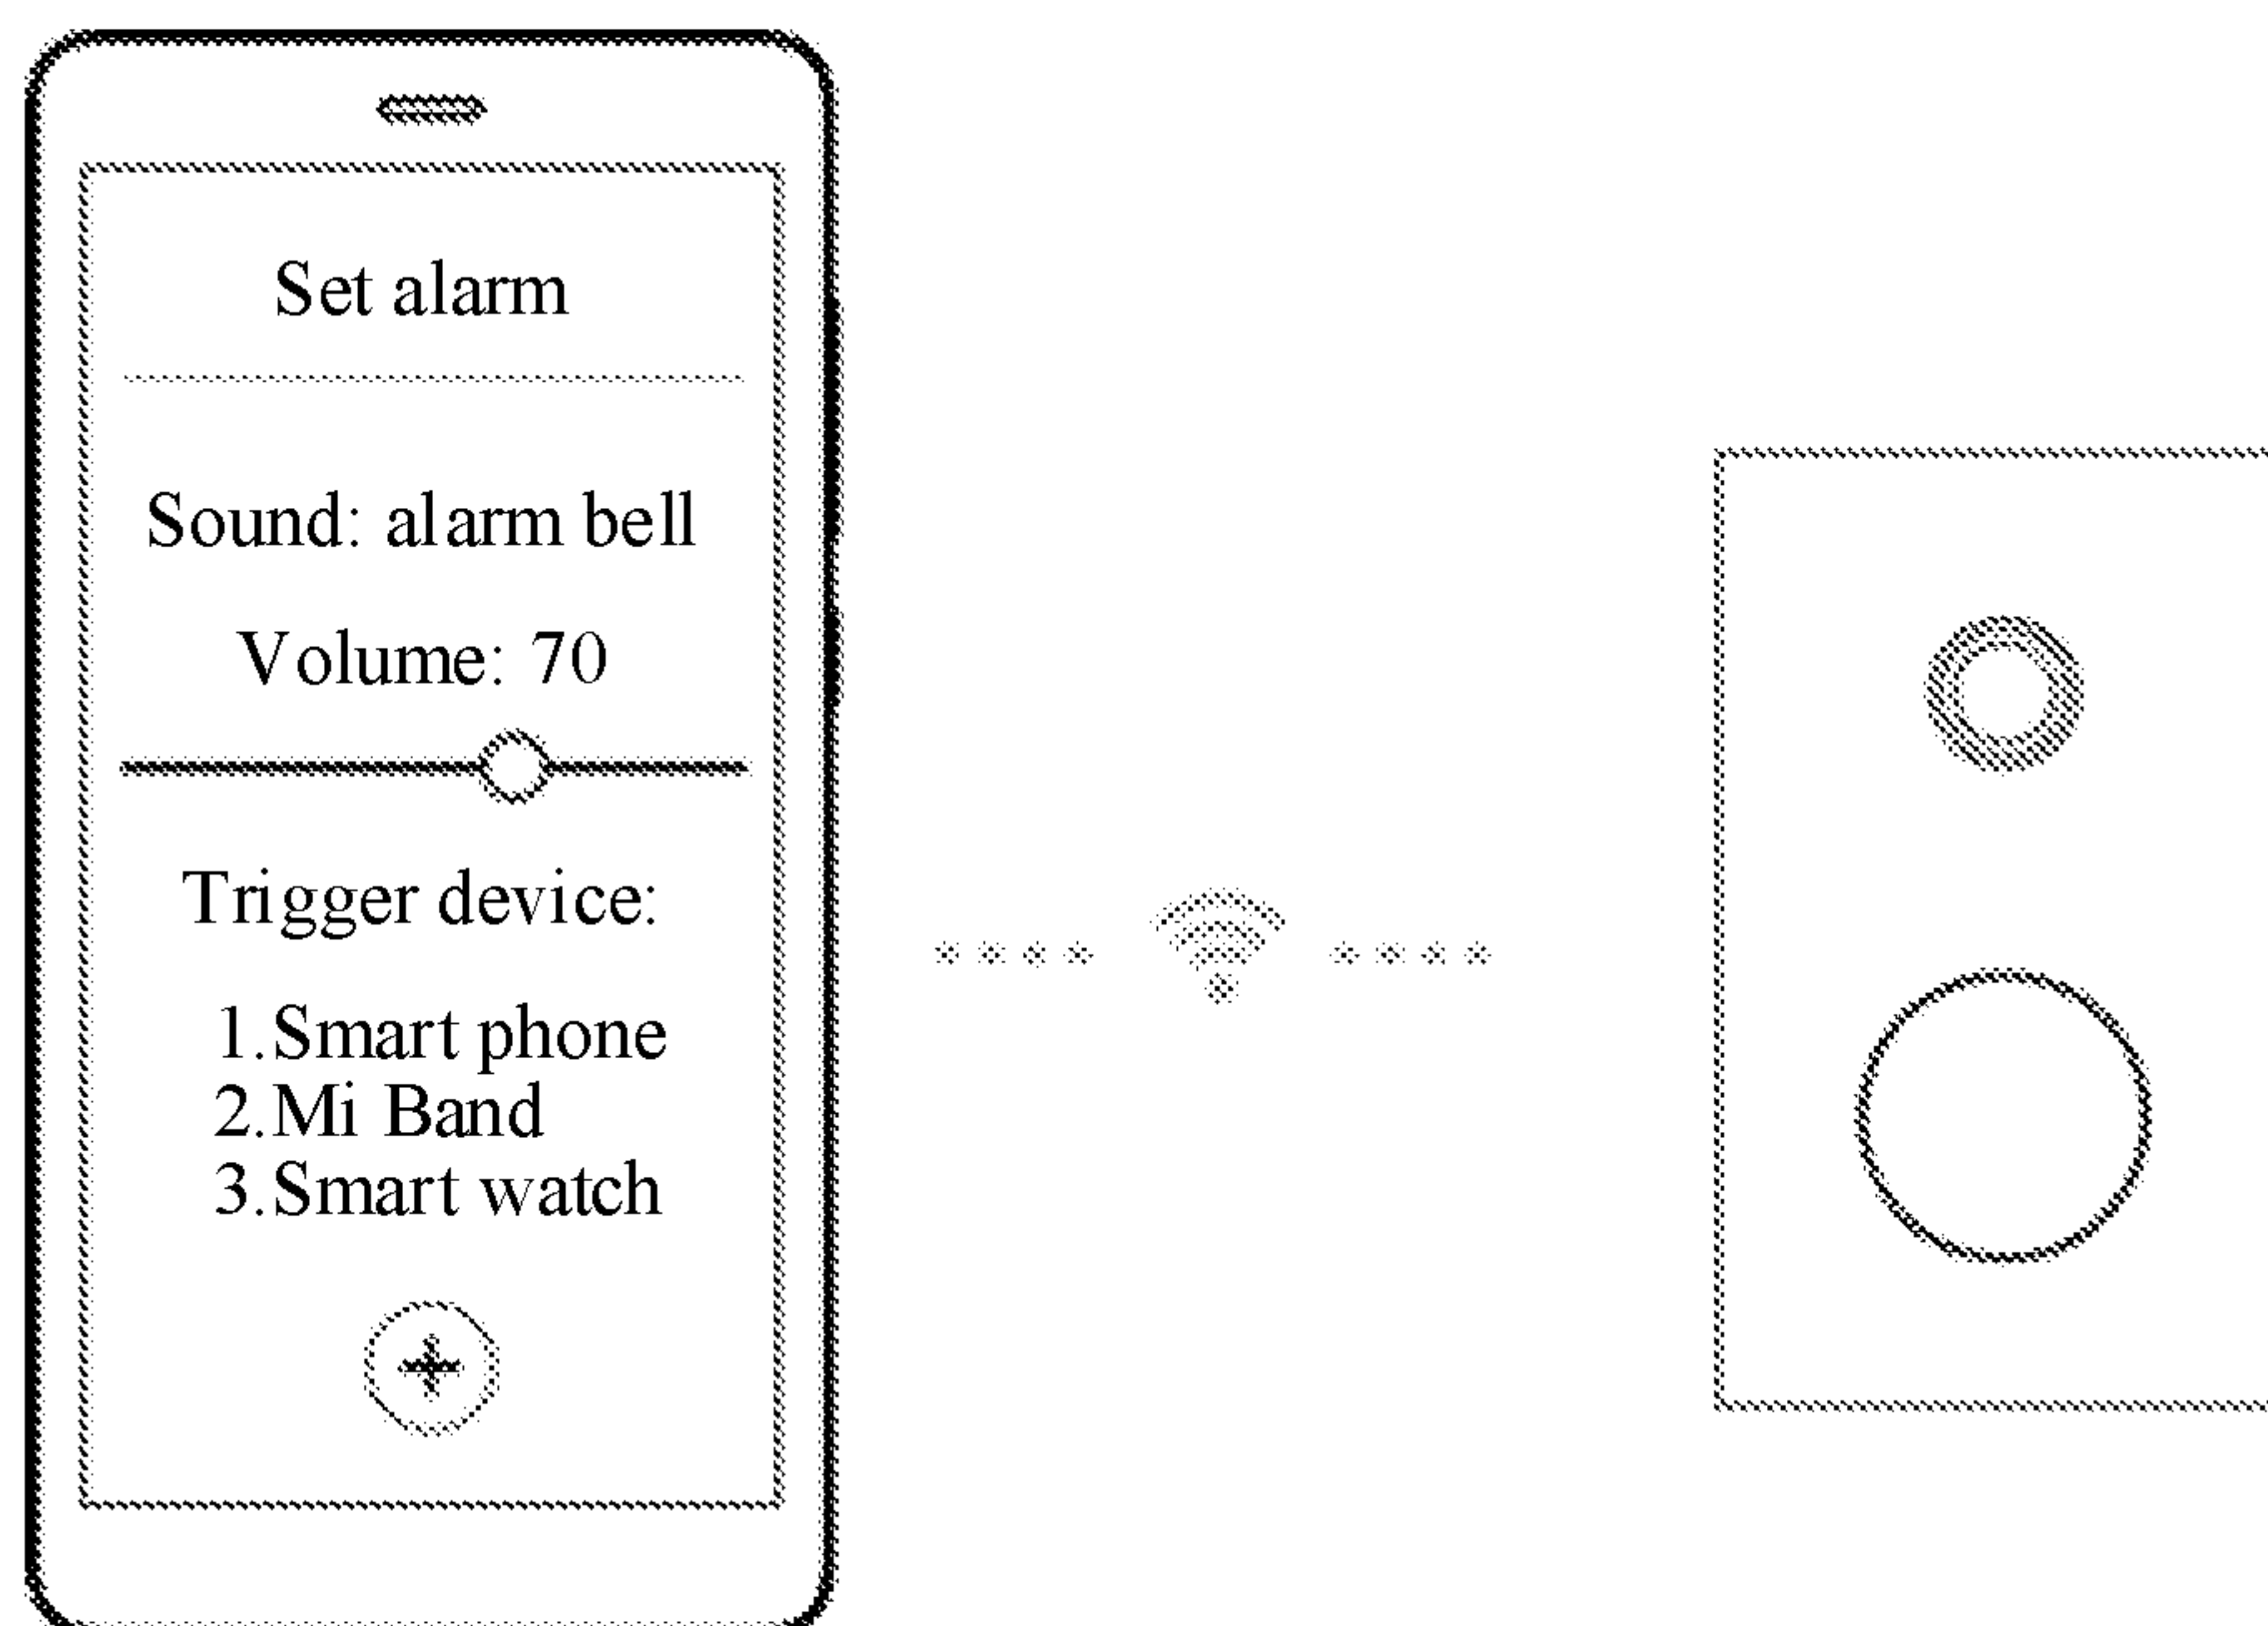 Set alarm
Sound: alarm bell
Volume: 70
Trigger device:
1.Smart phone
2.Mi Band
3.Smart watch